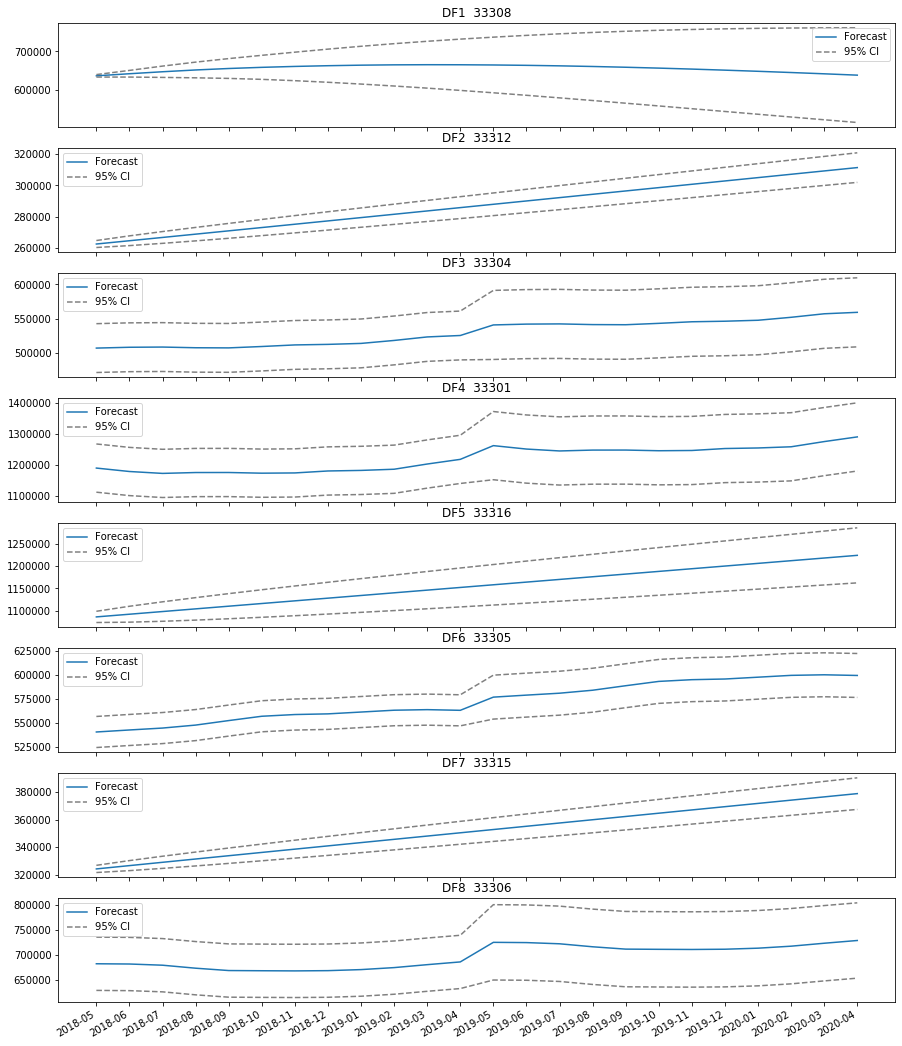 DF1 33308
700000
600000
Forecast
95% CI
DF2 33312
320000
300000
280000
260000
Forecast
95% CI
DF3 33304
600000
550000
500000
Forecast
95% CI
DF4 33301
1400000
1300000
1200000
1100000
Forecast
95% CI
DF5 33316
1250000
1200000
1150000
1100000
Forecast
95% CI
DF6 33305
625000
600000
575000
550000
525000
Forecast
95% CI
DF7 33315
380000
360000
340000
320000
Forecast
95% CI
DF8 33306
800000
750000
700000
650000
Forecast
95% CI
2018-05
2018-06
2018-07
2018-08
2018-09
2018-10
2018-11
2018-12
2019-01
2019-02
2019-03
2019-04
2019-05
2019-06
2019-07
2019-08
2019-09
2019-10
2019-11
2019-12
2020-01
2020-02
2020-03
2020-04